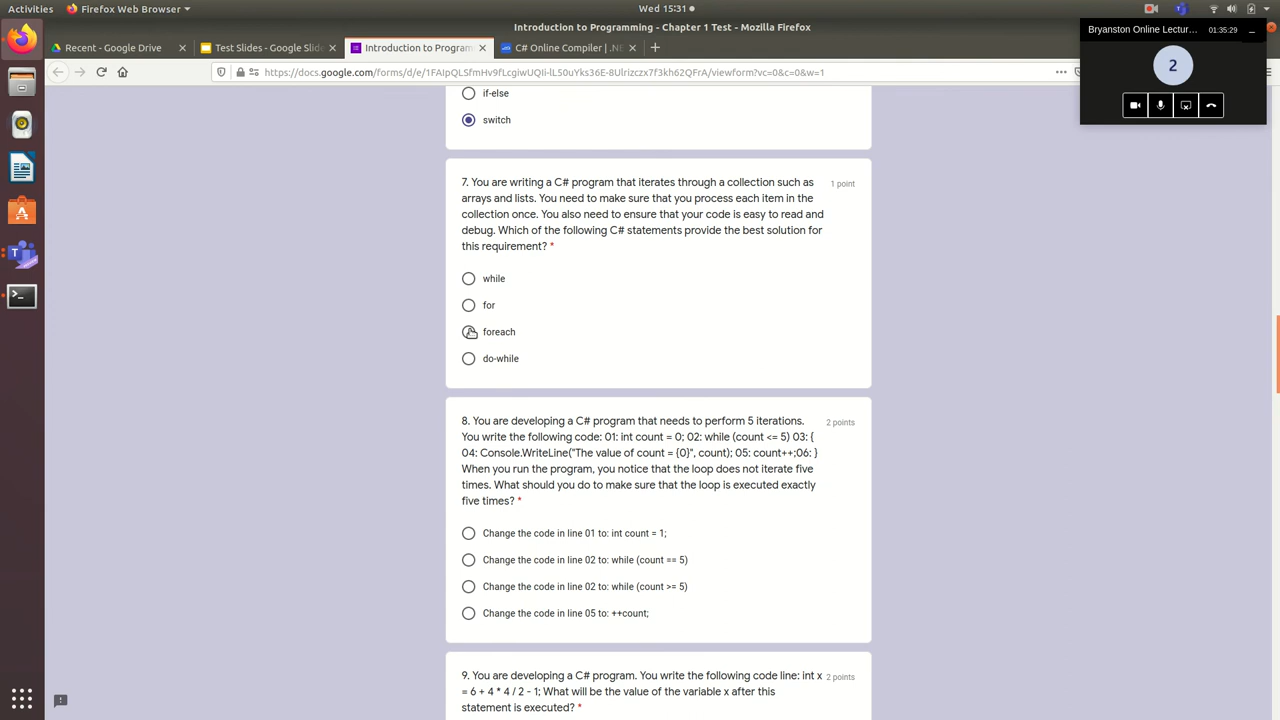 Activities
Firefox Web Browser
Wed 15:31
Introduction to Programming - Chapter 1 Test - Mozilla Firefox
Recent - Google Drive
Test Slides - Google Slid
Introduction to Program
C# Online Compiler | .NE
https://docs.google.com/forms/d/e/1FAIpQLSfmHv9fLcgiwUQIi-lL50uYks36E-8Ulrizczx7f3kh62QFrA/viewform?vc=0&c=0&w=1
Bryanston Online Lectur...
01:35:29
2
if-else
switch
7. You are writing a C# program that iterates through a collection such as
arrays and lists. You need to make sure that you process each item in the
collection once. You also need to ensure that your code is easy to read and
debug. Which of the following C# statements provide the best solution for
this requirement? *
1 point
while
for
foreach
do-while
8. You are developing a C# program that needs to perform 5 iterations.
You write the following code: 01: int count = 0; 02: while (count <= 5) 03: {
04: Console.WriteLine("The value of count = {0}", count); 05: count++;06: }
When you run the program, you notice that the loop does not iterate five
times. What should you do to make sure that the loop is executed exactly
five times? *
2 points
Change the code in line 01 to: int count = 1;
Change the code in line 02 to: while (count == 5)
Change the code in line 02 to: while (count >= 5)
Change the code in line 05 to: ++count;
9. You are developing a C# program. You write the following code line: int x
= 6 + 4 * 4 / 2 - 1; What will be the value of the variable x after this
statement is executed? *
2 points